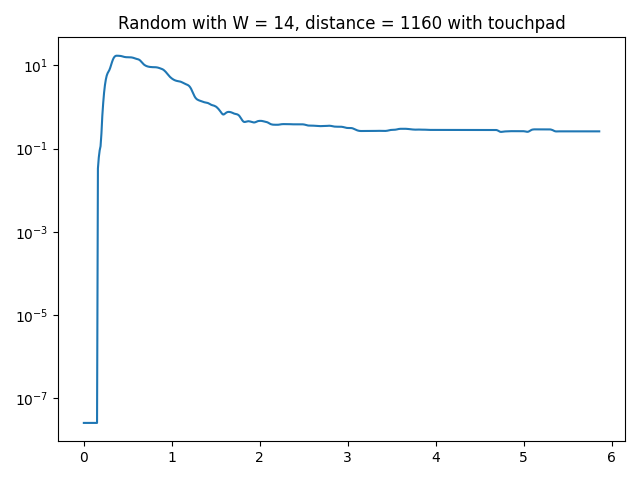 Random with W = 14, distance = 1160 with touchpad
10¹
10⁻¹
10⁻³
10⁻⁵
10⁻⁷
0 1 2 3 4 5 6